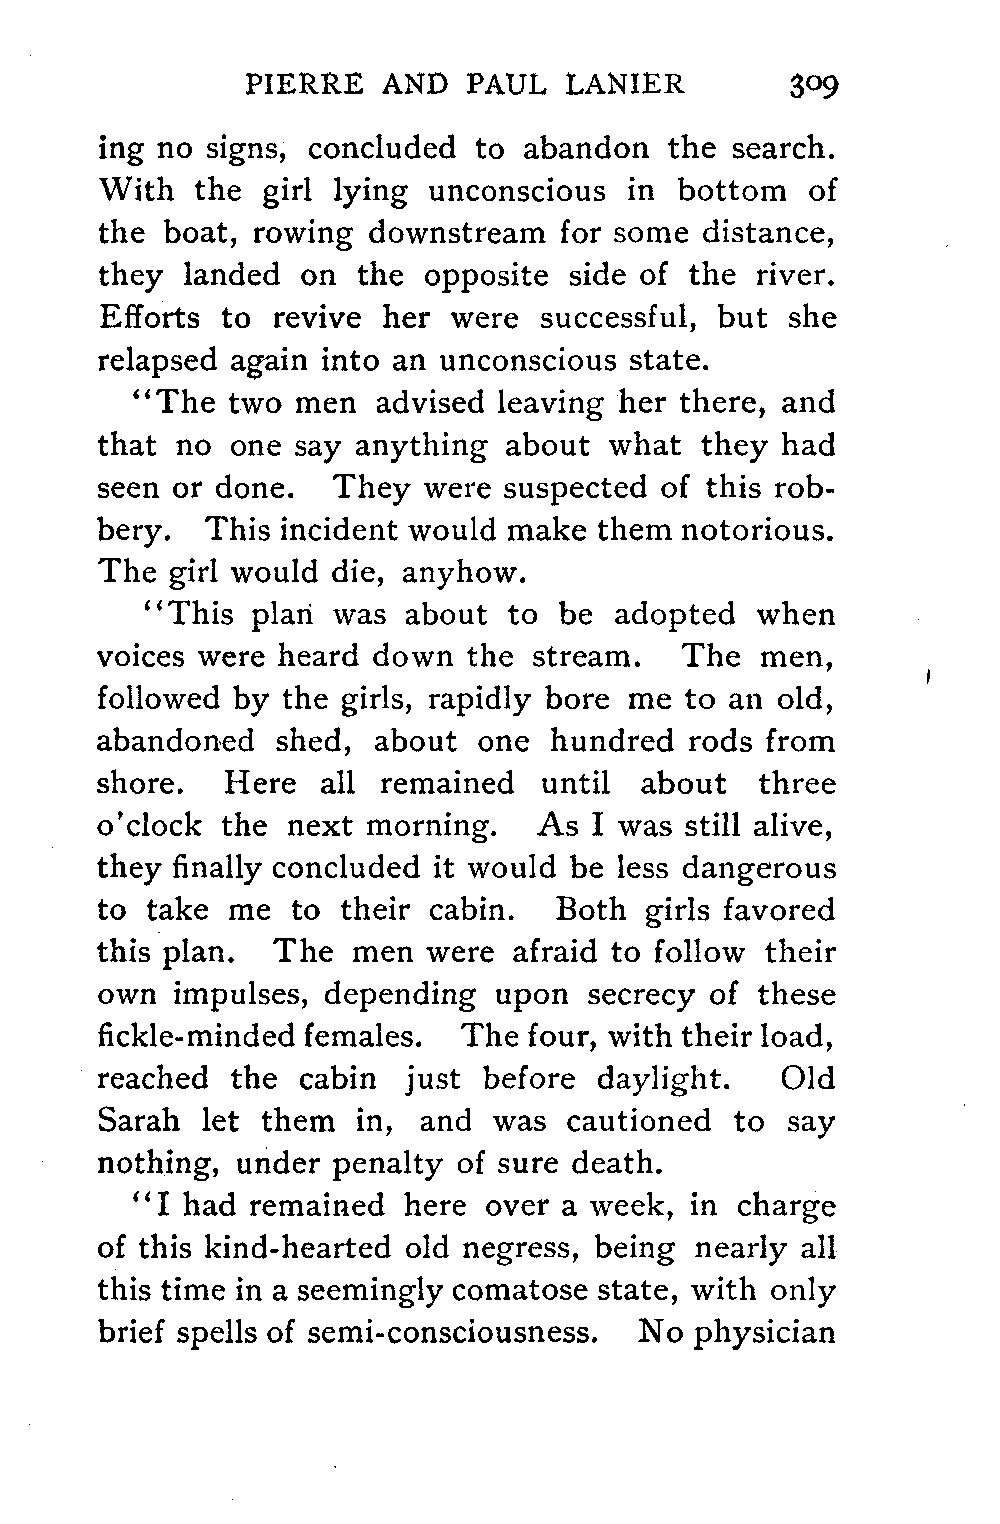 PIERRE AND PAUL LANIER 309
ing no signs, concluded to abandon the search.
With the girl lying unconscious in bottom of
the boat, rowing downstream for some distance,
they landed on the opposite side of the river.
Efforts to revive her were successful, but she
relapsed again into an unconscious state.
“The two men advised leaving her there, and
that no one say anything about what they had
seen or done. They were suspected of this rob-
bery. This incident would make them notorious.
The girl would die, anyhow.
“This plan was about to be adopted when
voices were heard down the stream. The men,
followed by the girls, rapidly bore me to an old,
abandoned shed, about one hundred rods from
shore. Here all remained until about three
o'clock the next morning. As I was still alive,
they finally concluded it would be less dangerous
to take me to their cabin. Both girls favored
this plan. The men were afraid to follow their
own impulses, depending upon secrecy of these
fickle-minded females. The four, with their load,
reached the cabin just before daylight. Old
Sarah let them in, and was cautioned to say
nothing, under penalty of sure death.
“I had remained here over a week, in charge
of this kind-hearted old negress, being nearly all
this time in a seemingly comatose state, with only
brief spells of semi-consciousness. No physician